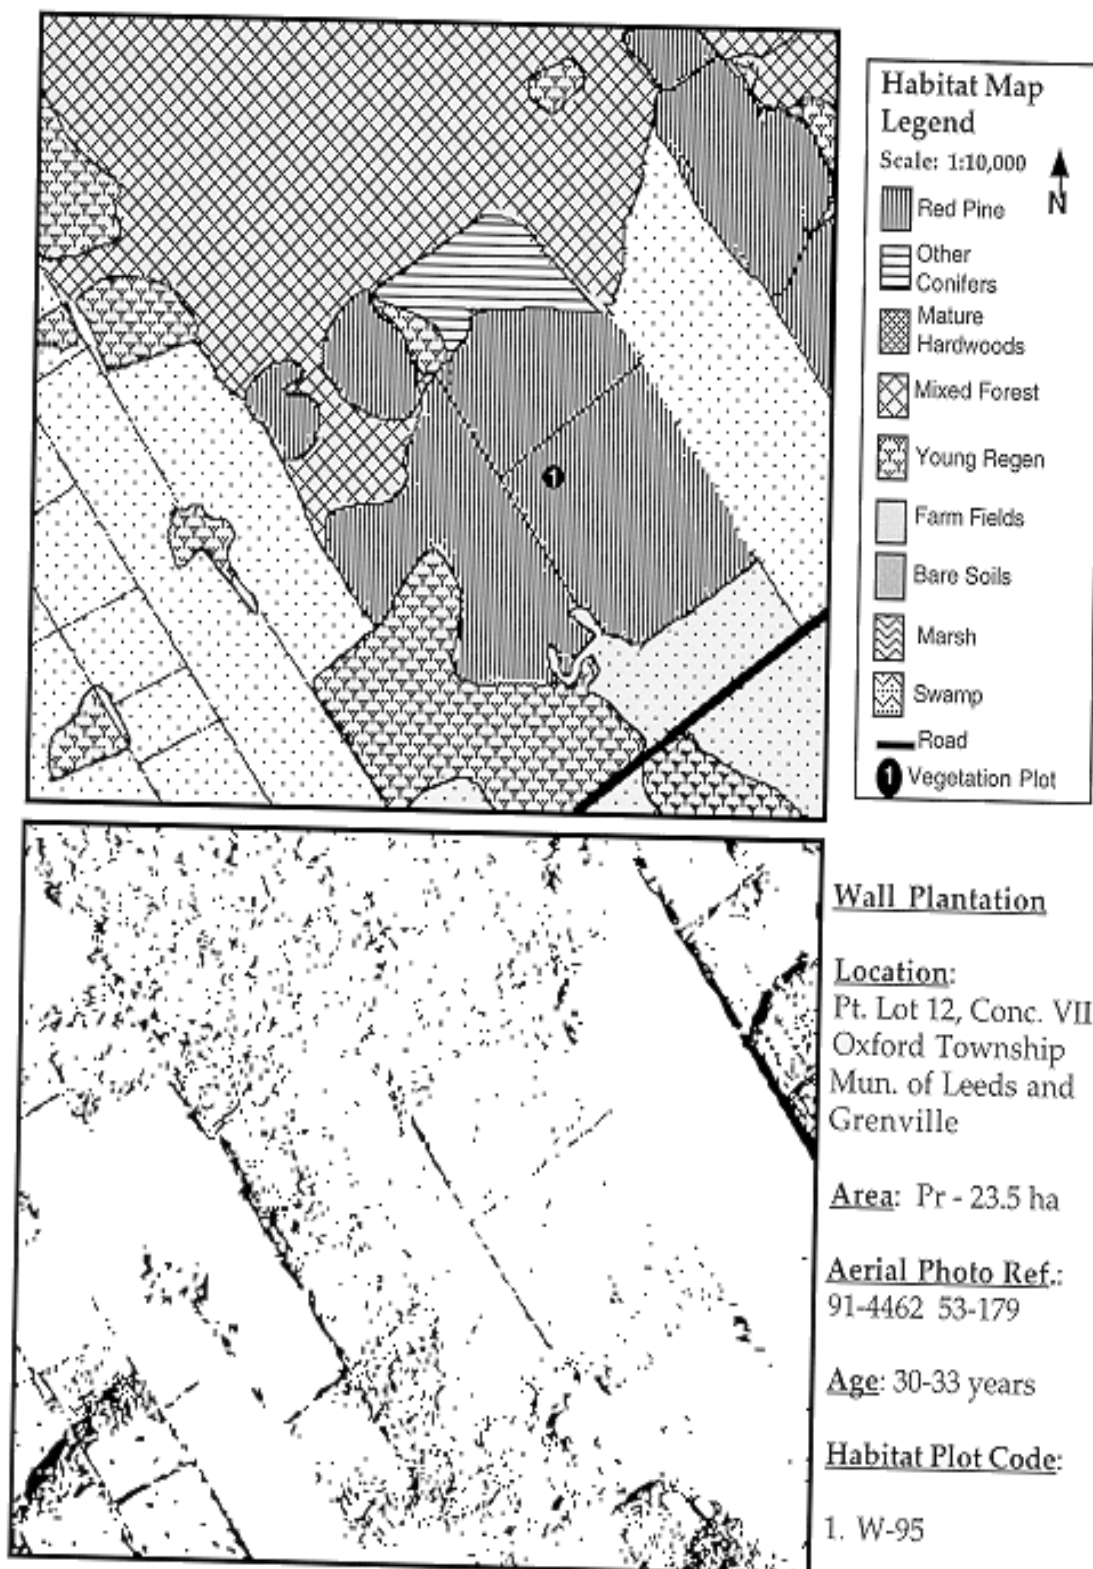 Habitat Map
Legend
Scale: 1:10,000
N
Red Pine
Other
Conifers
Mature
Hardwoods
Mixed Forest
Young Regen
Farm Fields
Bare Soils
Marsh
Swamp
Road
1 Vegetation Plot
1
Wall Plantation
Location:
Pt. Lot 12, Conc. VII
Oxford Township
Mun. of Leeds and
Grenville
Area: Pr - 23.5 ha
Aerial Photo Ref.:
91-4462 53-179
Age: 30-33 years
Habitat Plot Code:
1. W-95